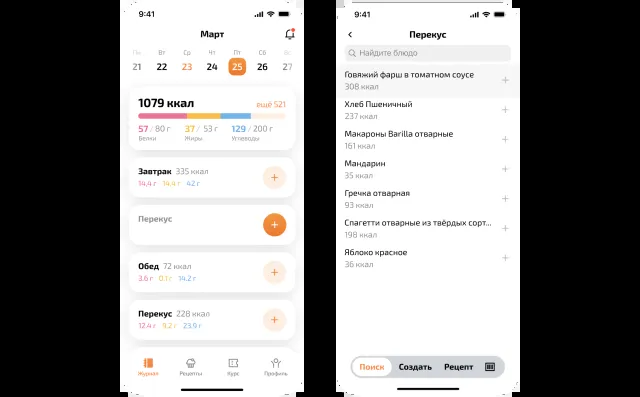 9:41
Март
Пн Вт Ср Чт Пт Сб Вс
21 22 23 24 25 26 27
1079 ккал ещё 521
57 / 80 г 37 / 53 г 129 / 200 г
Белки Жиры Углеводы
Завтрак 335 ккал
14,4 г 14,4 г 42 г
Перекус
Обед 72 ккал
3.6 г 0.1 г 14.2 г
Перекус 228 ккал
12.4 г 9,2 г 23,9 г
Журнал Рецепты Курс Профиль
9:41
Перекус
Найдите блюдо
Говяжий фарш в томатном соусе
308 ккал
Хлеб Пшеничный
237 ккал
Макароны Barilla отварные
161 ккал
Мандарин
35 ккал
Гречка отварная
93 ккал
Спагетти отварные из твёрдых сорт...
198 ккал
Яблоко красное
36 ккал
Поиск Создать Рецепт